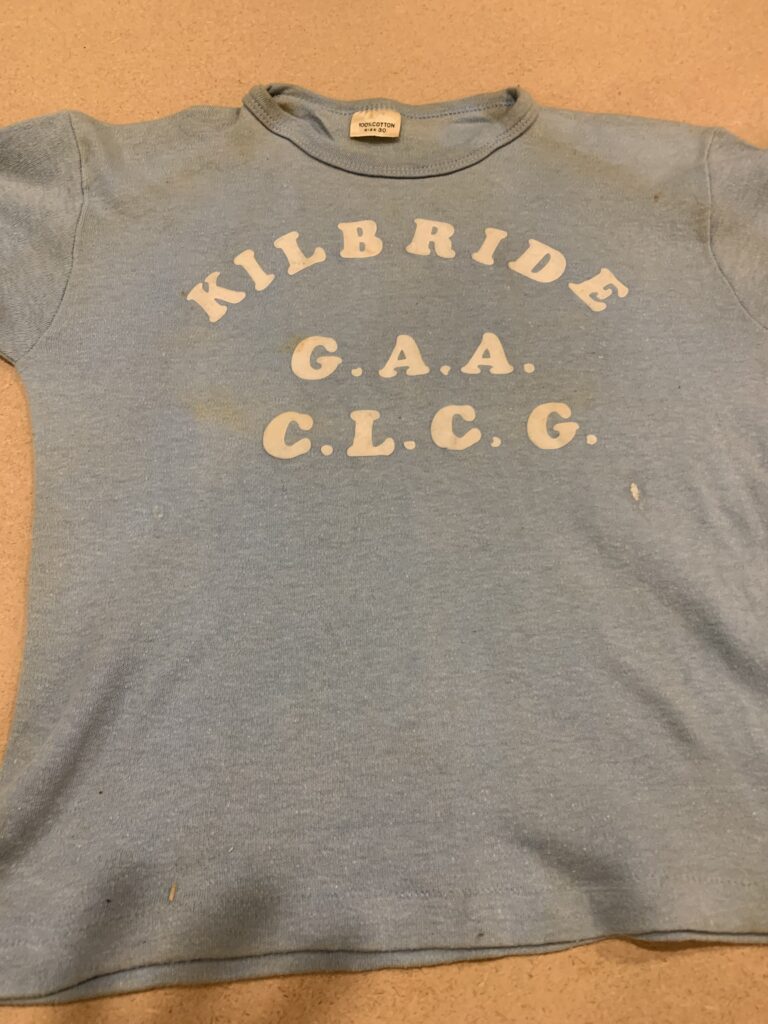 100% COTTON
SIZE 30
KILBRIDE
G.A.A.
C.L.C.G.